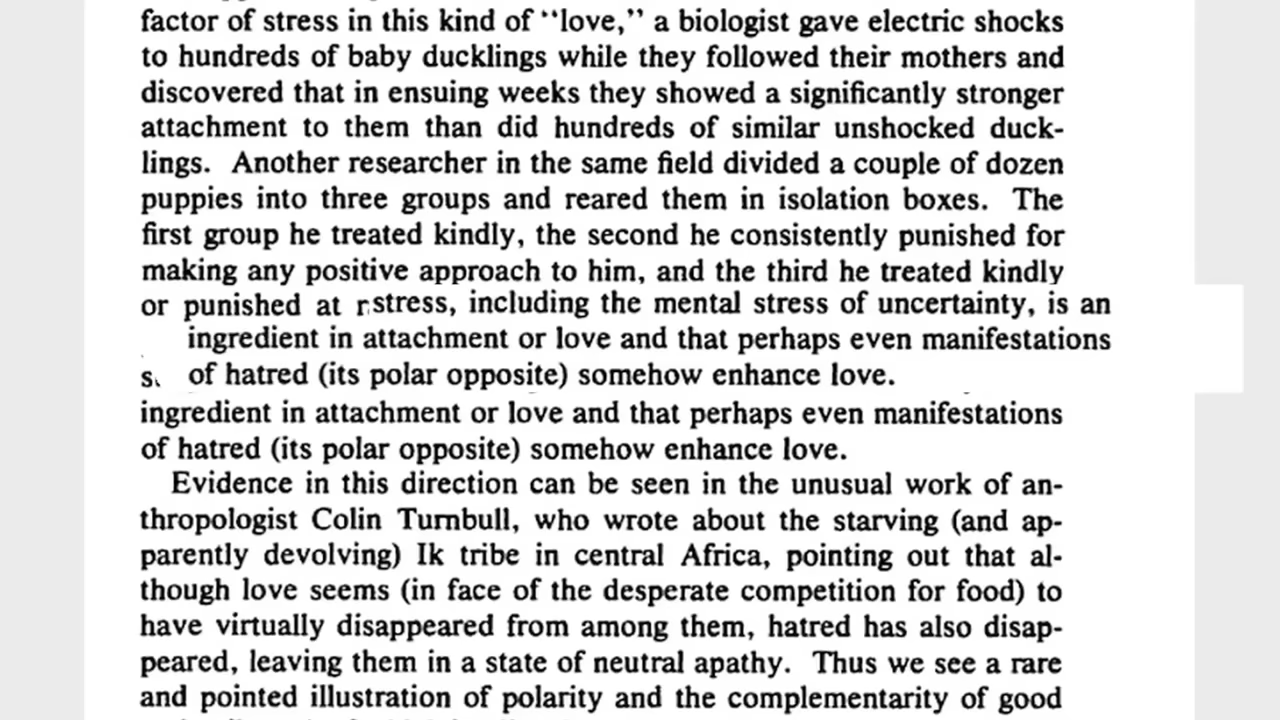 factor of stress in this kind of “love,” a biologist gave electric shocks
to hundreds of baby ducklings while they followed their mothers and
discovered that in ensuing weeks they showed a significantly stronger
attachment to them than did hundreds of similar unshocked duck-
lings. Another researcher in the same field divided a couple of dozen
puppies into three groups and reared them in isolation boxes. The
first group he treated kindly, the second he consistently punished for
making any positive approach to him, and the third he treated kindly
or punished at
stress, including the mental stress of uncertainty, is an
ingredient in attachment or love and that perhaps even manifestations
of hatred (its polar opposite) somehow enhance love.
ingredient in attachment or love and that perhaps even manifestations
of hatred (its polar opposite) somehow enhance love.
Evidence in this direction can be seen in the unusual work of an-
thropologist Colin Turnbull, who wrote about the starving (and ap-
parently devolving) Ik tribe in central Africa, pointing out that al-
though love seems (in face of the desperate competition for food) to
have virtually disappeared from among them, hatred has also disap-
peared, leaving them in a state of neutral apathy. Thus we see a rare
and pointed illustration of polarity and the complementarity of good